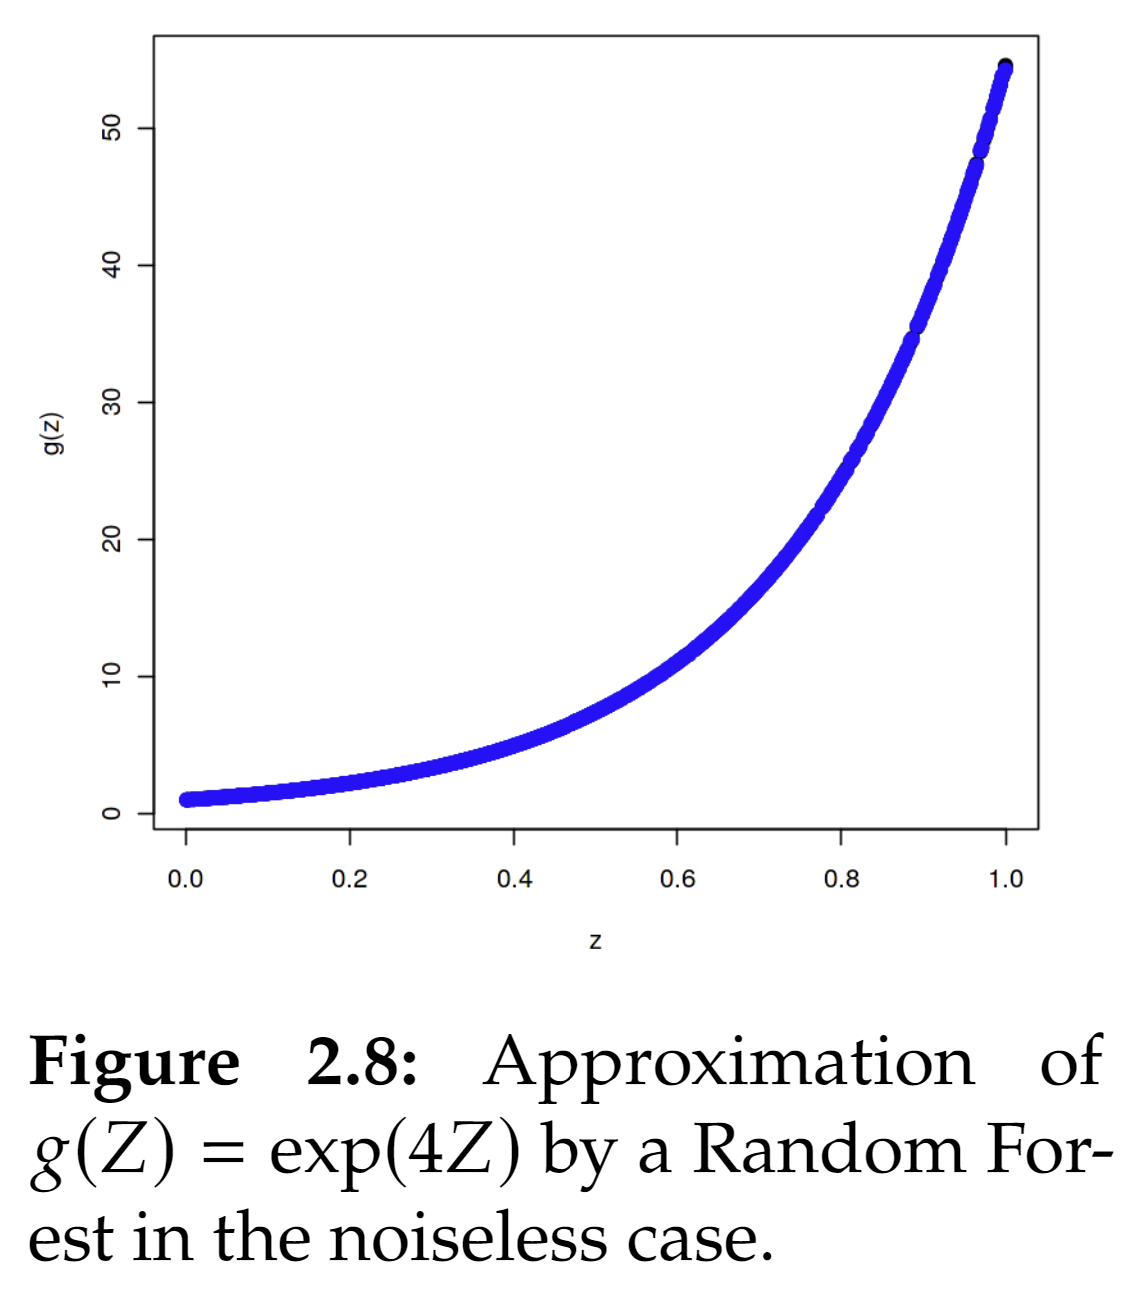 50
40
30
20
10
0
g(z)
0.0 0.2 0.4 0.6 0.8 1.0
z
Figure 2.8: Approximation of
g(Z) = exp(4Z) by a Random For-
est in the noiseless case.